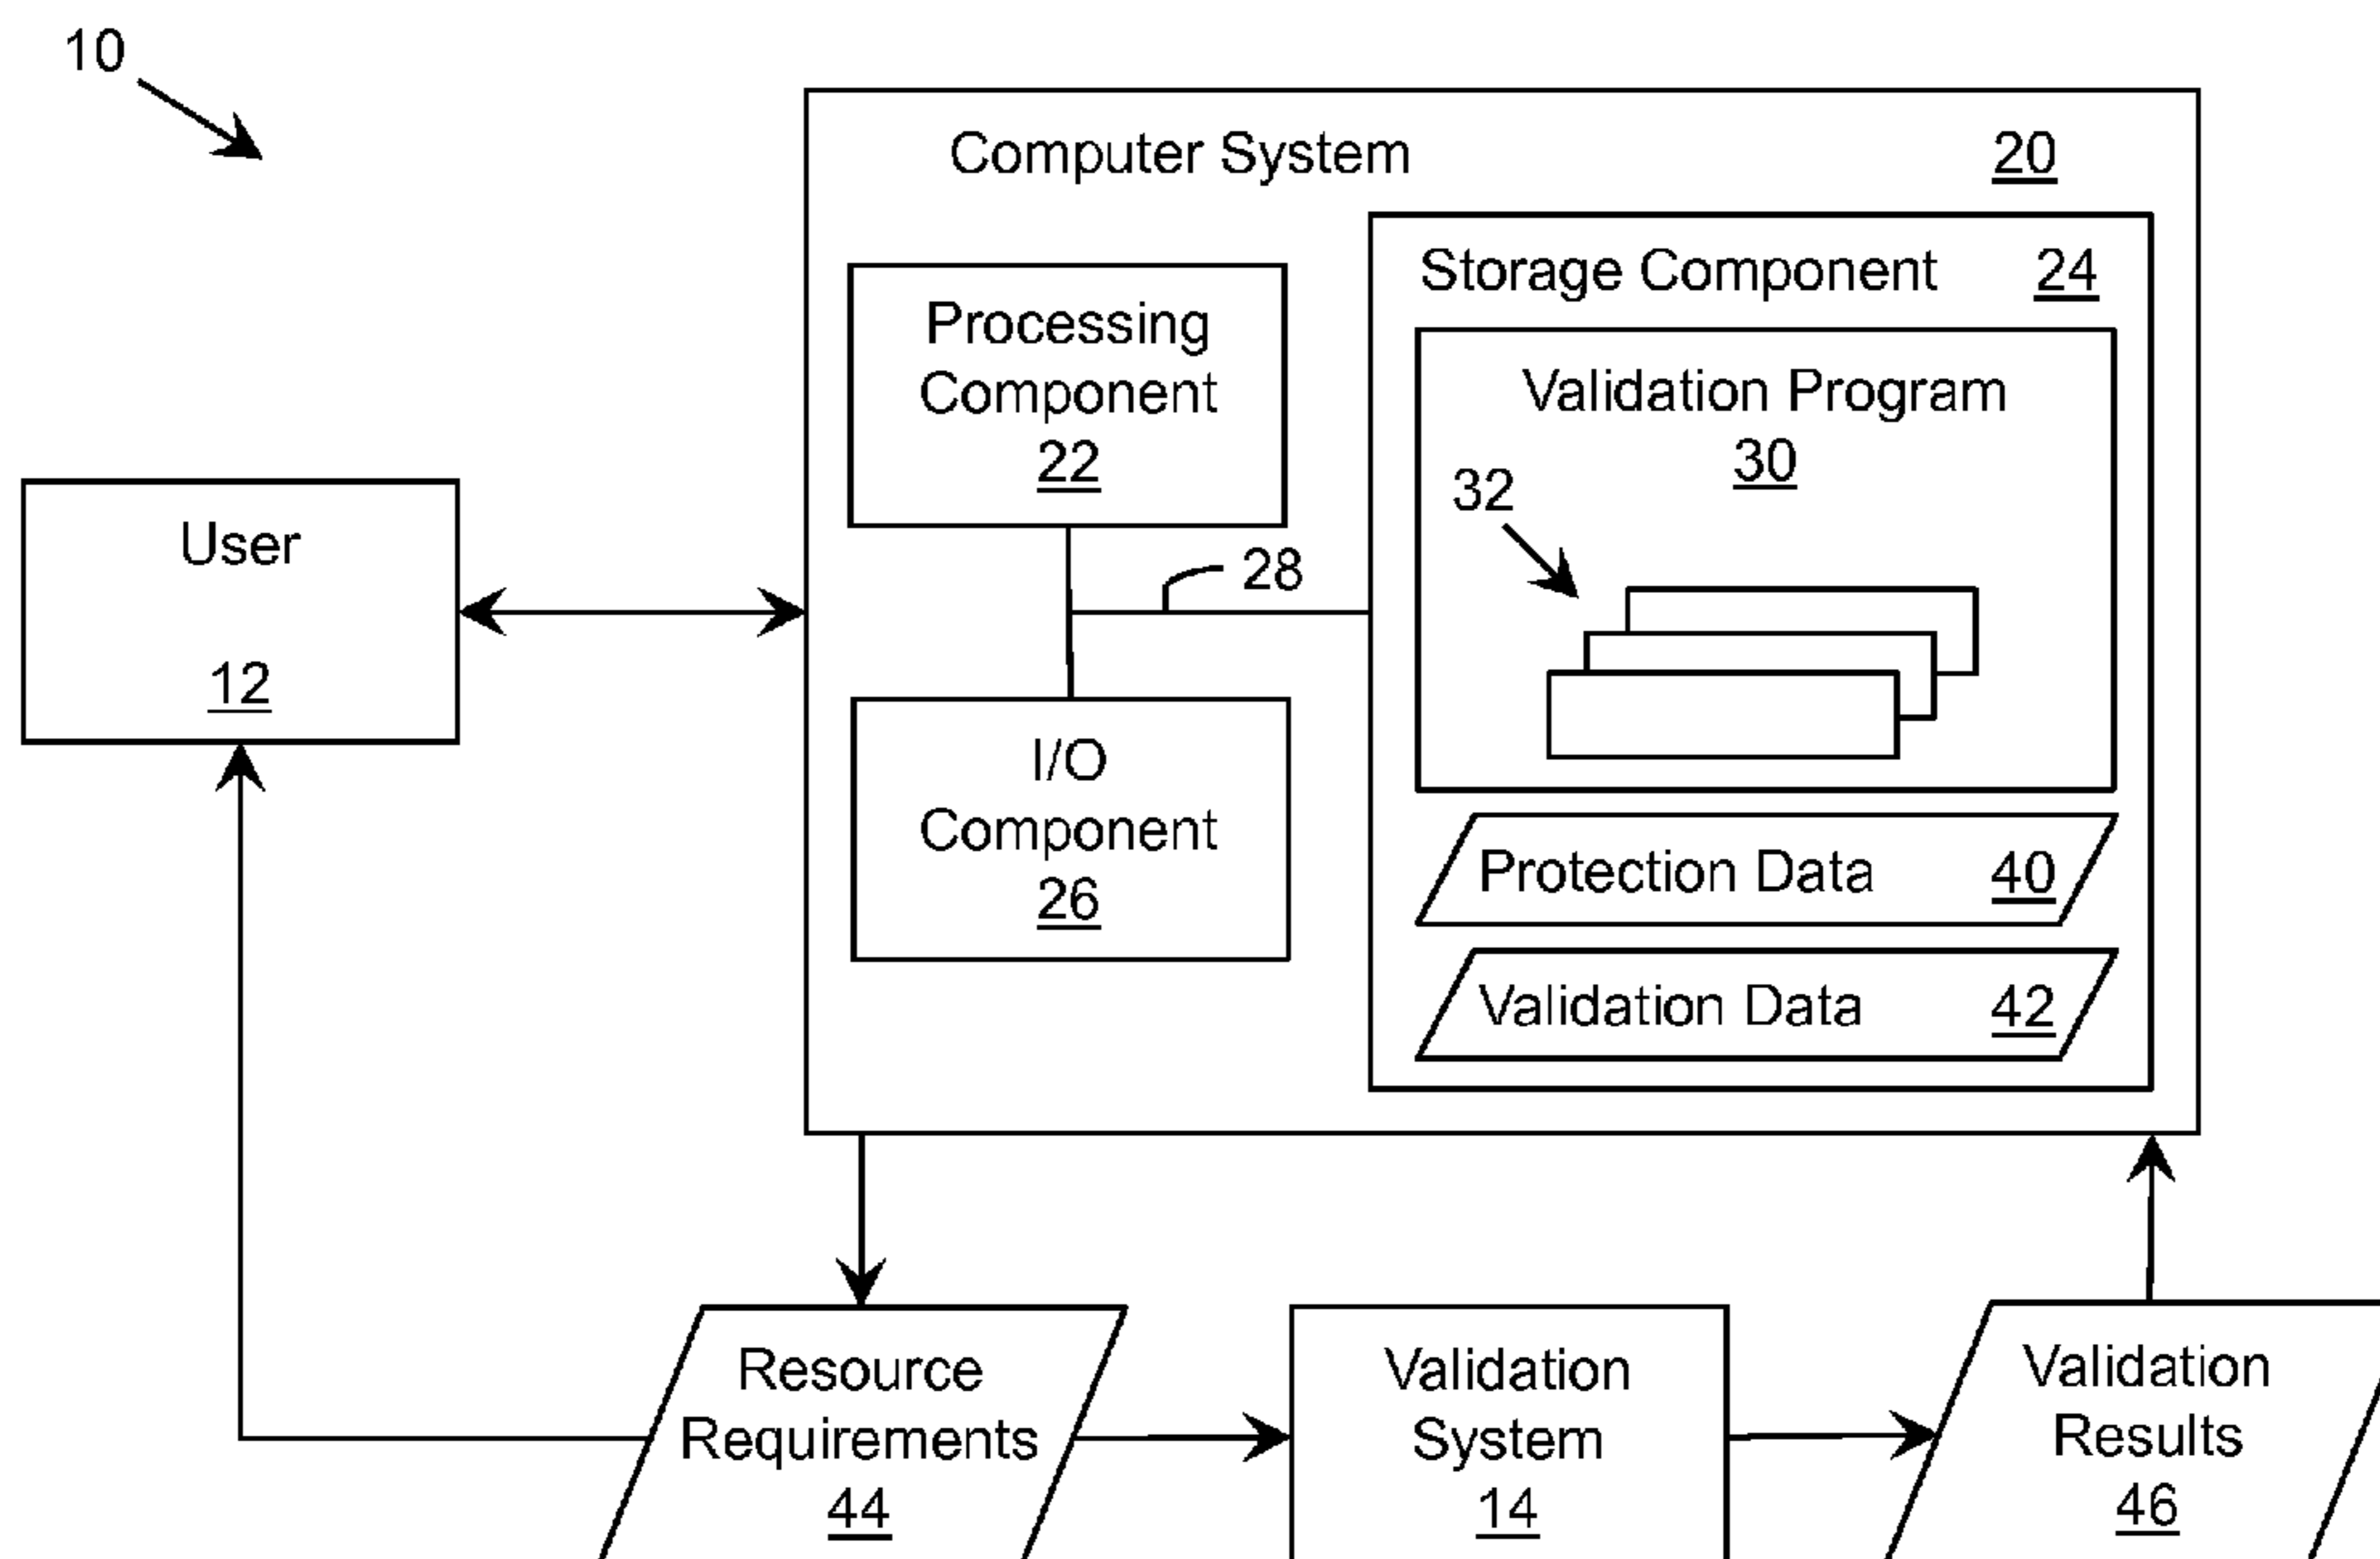 10
Computer System 20
Storage Component 24
Processing
Component
22
Validation Program
30
32
28
User
12
I/O
Component
26
Protection Data 40
Validation Data 42
Resource
Requirements
44
Validation
System
14
Validation
Results
46